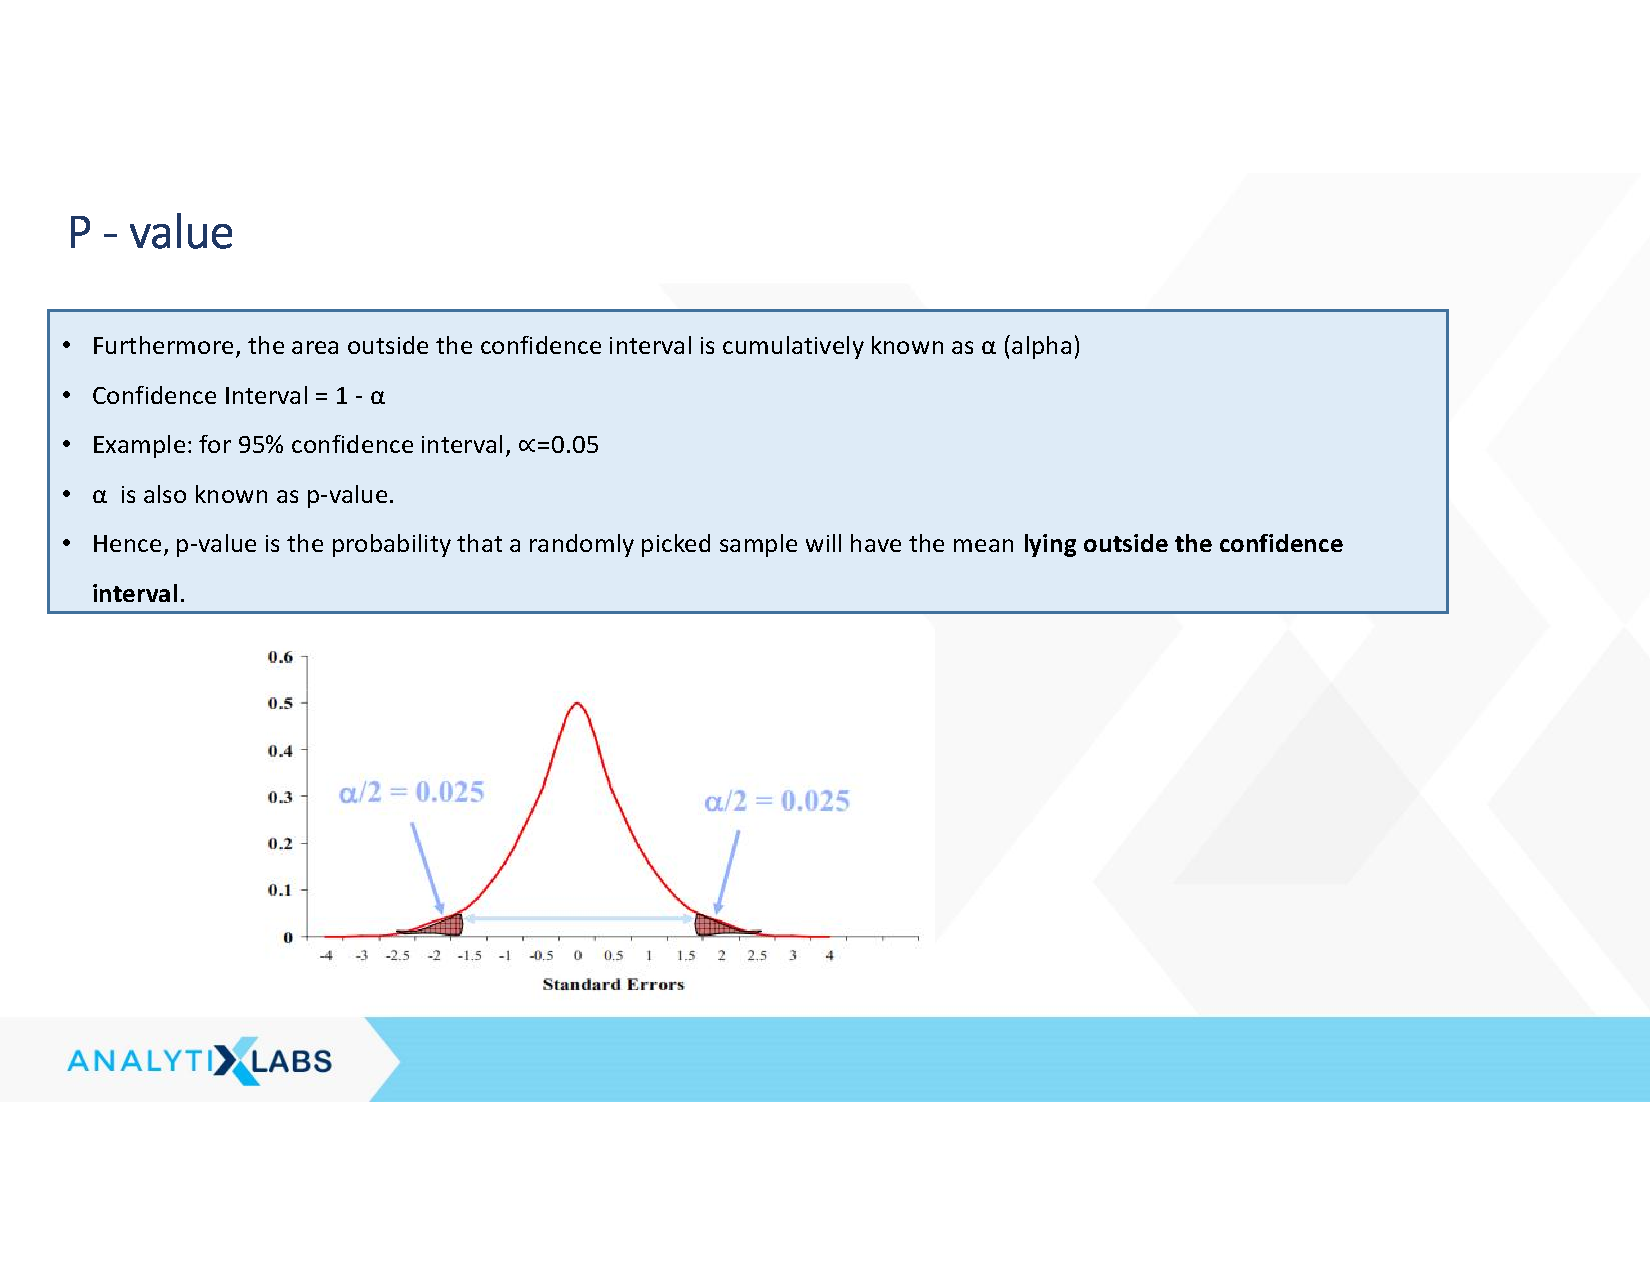 P - value
• Furthermore, the area outside the confidence interval is cumulatively known as α (alpha)
• Confidence Interval = 1 - α
• Example: for 95% confidence interval, ∝=0.05
• α is also known as p-value.
• Hence, p-value is the probability that a randomly picked sample will have the mean lying outside the confidence
interval.
0.6
0.5
0.4
α/2 = 0.025
α/2 = 0.025
0.3
0.2
0.1
0
-4 -3 -2.5 -2 -1.5 -1 -0.5 0 0.5 1 1.5 2 2.5 3 4
Standard Errors
ANALYTIXLABS